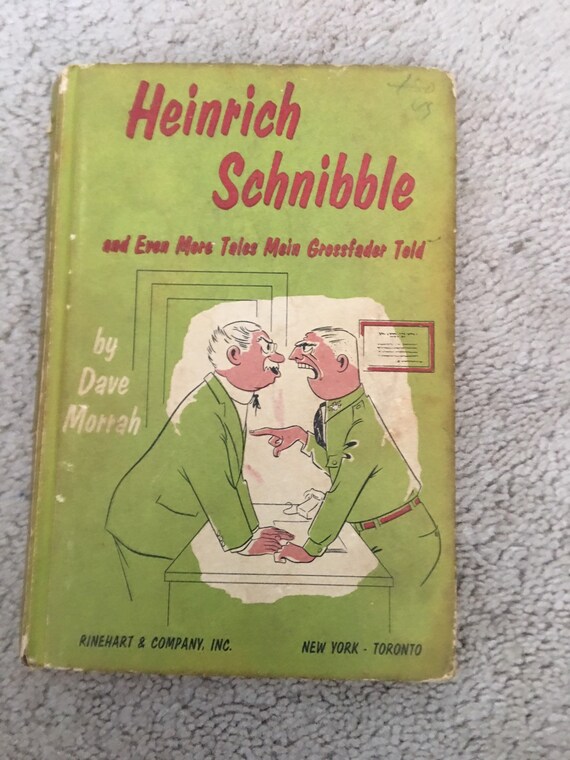 Heinrich
Schnibble
and Even More Tales Mein Grossfader Told
by
Dave
Morrah
RINEHART & COMPANY, INC.
NEW YORK - TORONTO